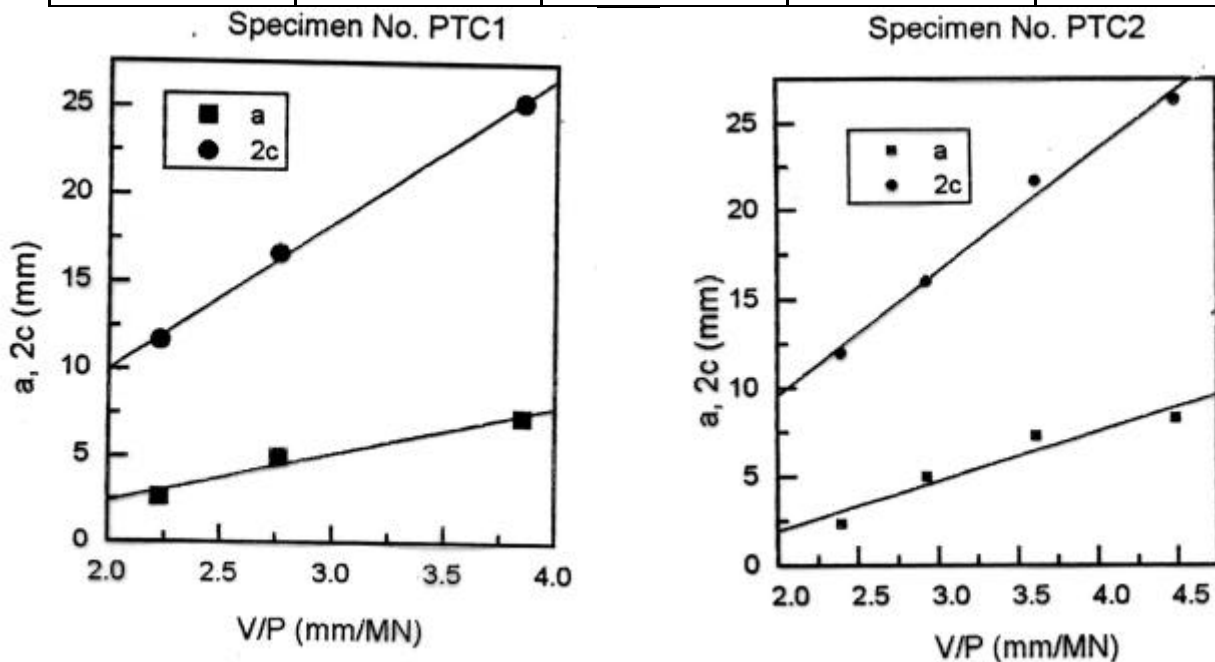 Specimen No. PTC1
25
20
15
10
5
0
a, 2c (mm)
a
2c
2.0 2.5 3.0 3.5 4.0
V/P (mm/MN)
Specimen No. PTC2
25
20
15
10
5
0
a, 2c (mm)
a
2c
2.0 2.5 3.0 3.5 4.0 4.5
V/P (mm/MN)